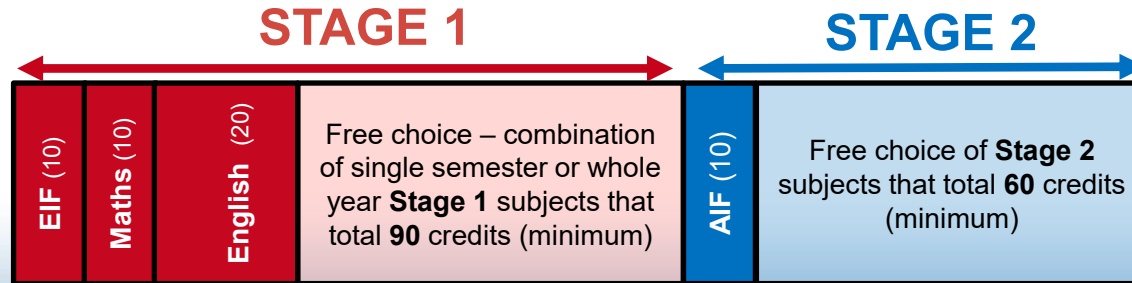 STAGE 1
STAGE 2
EIF (10)
Maths (10)
English (20)
Free choice – combination
of single semester or whole
year Stage 1 subjects that
total 90 credits (minimum)
AIF (10)
Free choice of Stage 2
subjects that total 60 credits
(minimum)